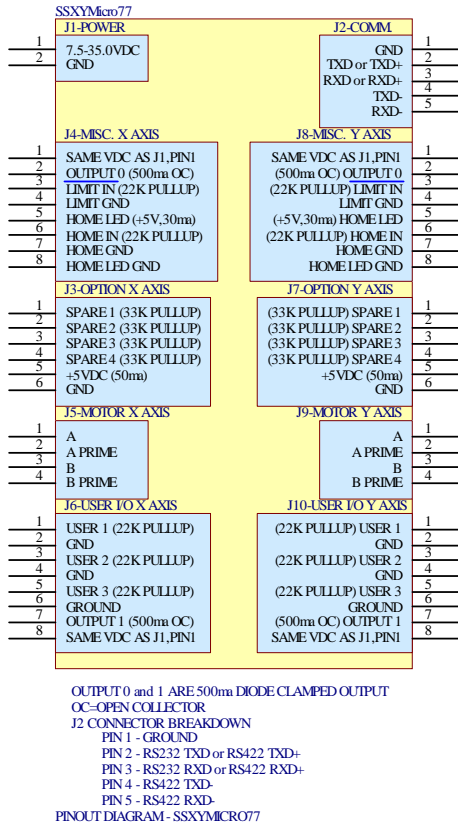 SSXYMicro77
J1-POWER
1 7.5-35.0VDC
2 GND
J2-COMM.
GND 1
TXD or TXD+ 2
RXD or RXD+ 3
TXD- 4
RXD- 5
J4-MISC. X AXIS
1 SAME VDC AS J1,PIN1
2 OUTPUT 0 (500ma OC)
3 LIMIT IN (22K PULLUP)
4 LIMIT GND
5 HOME LED (+5V,30ma)
6 HOME IN (22K PULLUP)
7 HOME GND
8 HOME LED GND
J8-MISC. Y AXIS
SAME VDC AS J1,PIN1 1
(500ma OC) OUTPUT 0 2
(22K PULLUP) LIMIT IN 3
LIMIT GND 4
(+5V,30ma) HOME LED 5
(22K PULLUP) HOME IN 6
HOME GND 7
HOME LED GND 8
J3-OPTION X AXIS
1 SPARE 1 (33K PULLUP)
2 SPARE 2 (33K PULLUP)
3 SPARE 3 (33K PULLUP)
4 SPARE 4 (33K PULLUP)
5 +5VDC (50ma)
6 GND
J7-OPTION Y AXIS
(33K PULLUP) SPARE 1 1
(33K PULLUP) SPARE 2 2
(33K PULLUP) SPARE 3 3
(33K PULLUP) SPARE 4 4
+5VDC (50ma) 5
GND 6
J5-MOTOR X AXIS
1 A
2 A PRIME
3 B
4 B PRIME
J9-MOTOR Y AXIS
A 1
A PRIME 2
B 3
B PRIME 4
J6-USER I/O X AXIS
1 USER 1 (22K PULLUP)
2 GND
3 USER 2 (22K PULLUP)
4 GND
5 USER 3 (22K PULLUP)
6 GROUND
7 OUTPUT 1 (500ma OC)
8 SAME VDC AS J1,PIN1
J10-USER I/O Y AXIS
(22K PULLUP) USER 1 1
GND 2
(22K PULLUP) USER 2 3
GND 4
(22K PULLUP) USER 3 5
GROUND 6
(500ma OC) OUTPUT 1 7
SAME VDC AS J1,PIN1 8
OUTPUT 0 and 1 ARE 500ma DIODE CLAMPED OUTPUT
OC=OPEN COLLECTOR
J2 CONNECTOR BREAKDOWN
PIN 1 - GROUND
PIN 2 - RS232 TXD or RS422 TXD+
PIN 3 - RS232 RXD or RS422 RXD+
PIN 4 - RS422 TXD-
PIN 5 - RS422 RXD-
PINOUT DIAGRAM - SSXYMICRO77